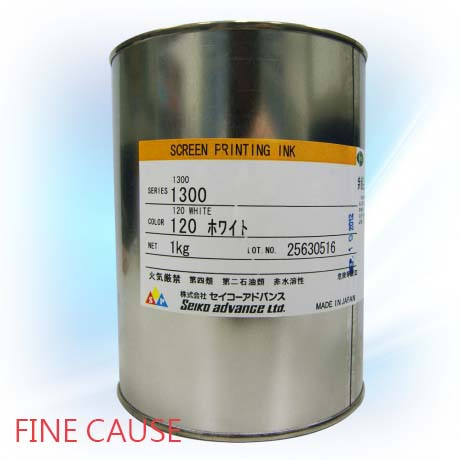 SCREEN PRINTING INK
1300
SERIES 1300
120 WHITE
COLOR 120 ホワイト
NET 1kg LOT NO. 25630516
2012
火気厳禁 第四類 第二石油類 非水溶性
株式会社 セイコーアドバンス
SEIKO advance Ltd.
MADE IN JAPAN
FINE CAUSE